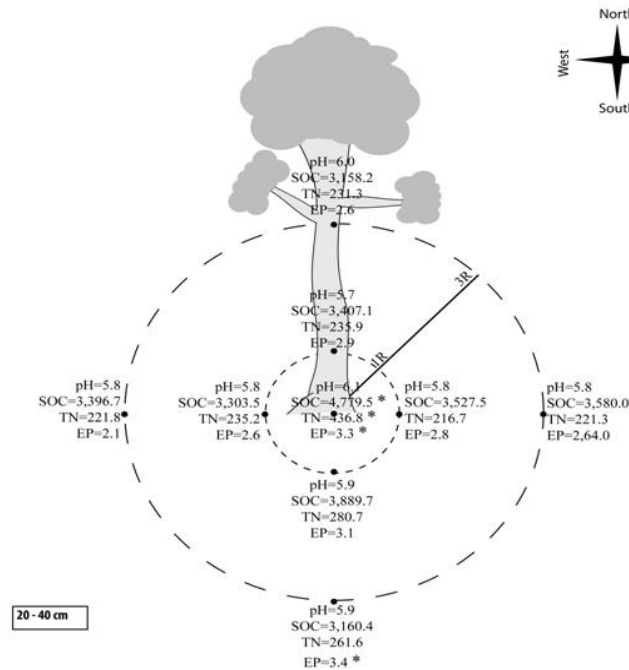 North
West
South
pH=6.0
SOC=3,158.2
TN=231.3
EP=2.6
3R
pH=5.7
SOC=3,407.1
TN=235.9
EP=2.9
pH=5.8
SOC=3,396.7
TN=221.8
EP=2.1
pH=5.8
SOC=3,303.5
TN=235.2
EP=2.6
pH=6.1
SOC=4,779.5 *
TN=436.8 *
EP=3.3 *
pH=5.8
SOC=3,527.5
TN=216.7
EP=2.8
pH=5.8
SOC=3,580.0
TN=221.3
EP=2,64.0
pH=5.9
SOC=3,889.7
TN=280.7
EP=3.1
20 - 40 cm
pH=5.9
SOC=3,160.4
TN=261.6
EP=3.4 *